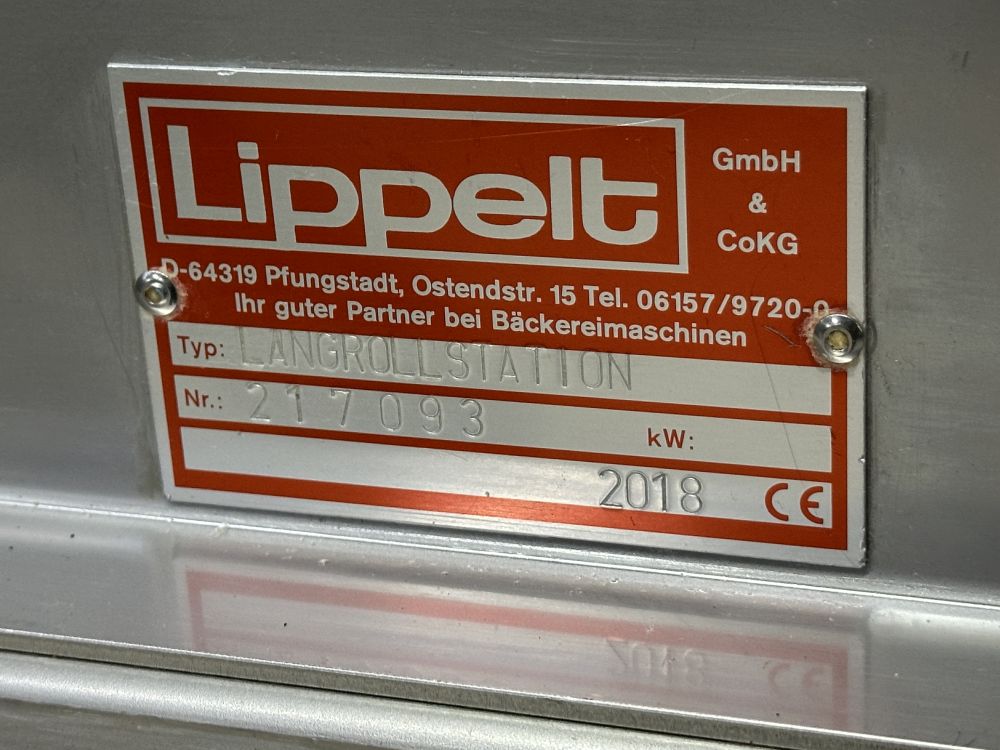 Lippelt
GmbH
&
CoKG
D-64319 Pfungstadt, Ostendstr. 15 Tel. 06157/9720-0
Ihr guter Partner bei Bäckereimaschinen
Typ: LANGROLLSTATION
Nr.: 217093
kW:
2018 CE